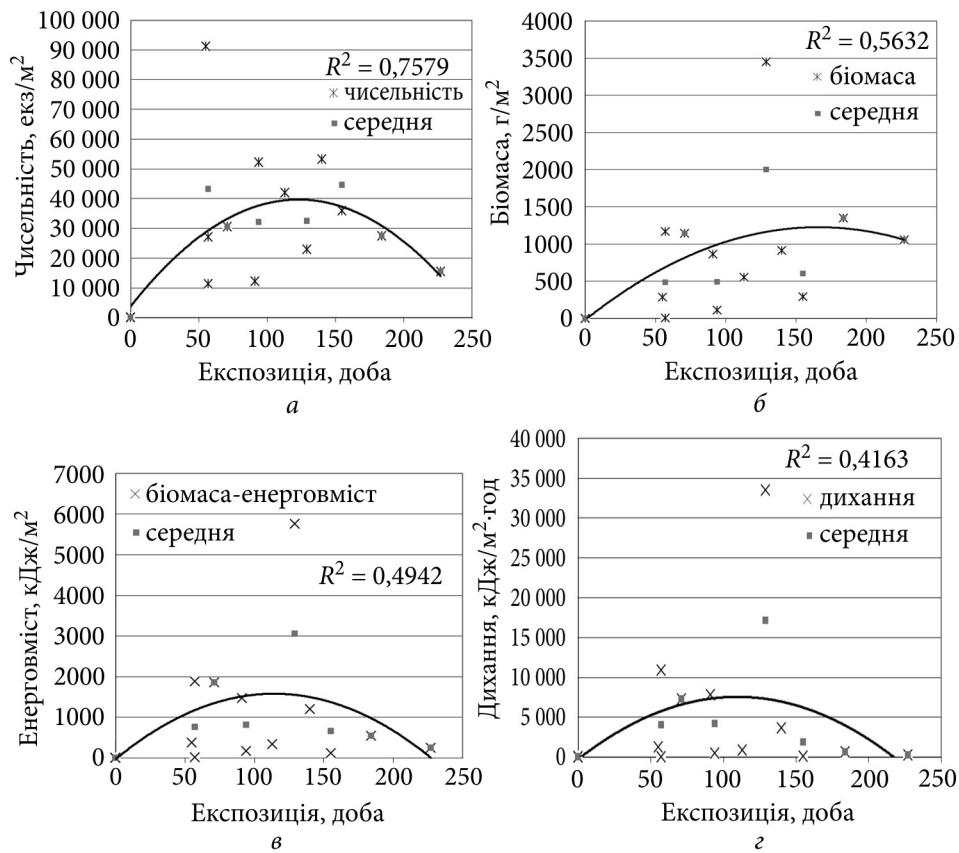 Чисельність, екз/м²
100 000
90 000
80 000
70 000
60 000
50 000
40 000
30 000
20 000
10 000
0
R² = 0,7579
чисельність
середня
0 50 100 150 200 250
Експозиція, доба
а
Біомаса, г/м²
4000
3500
3000
2500
2000
1500
1000
500
0
R² = 0,5632
біомаса
середня
0 50 100 150 200 250
Експозиція, доба
б
Енерговміст, кДж/м²
7000
6000
5000
4000
3000
2000
1000
0
біомаса-енерговміст
середня
R² = 0,4942
0 50 100 150 200 250
Експозиція, доба
в
Дихання, кДж/м²·год
40 000
35 000
30 000
25 000
20 000
15 000
10 000
5 000
0
R² = 0,4163
дихання
середня
0 50 100 150 200 250
Експозиція, доба
г